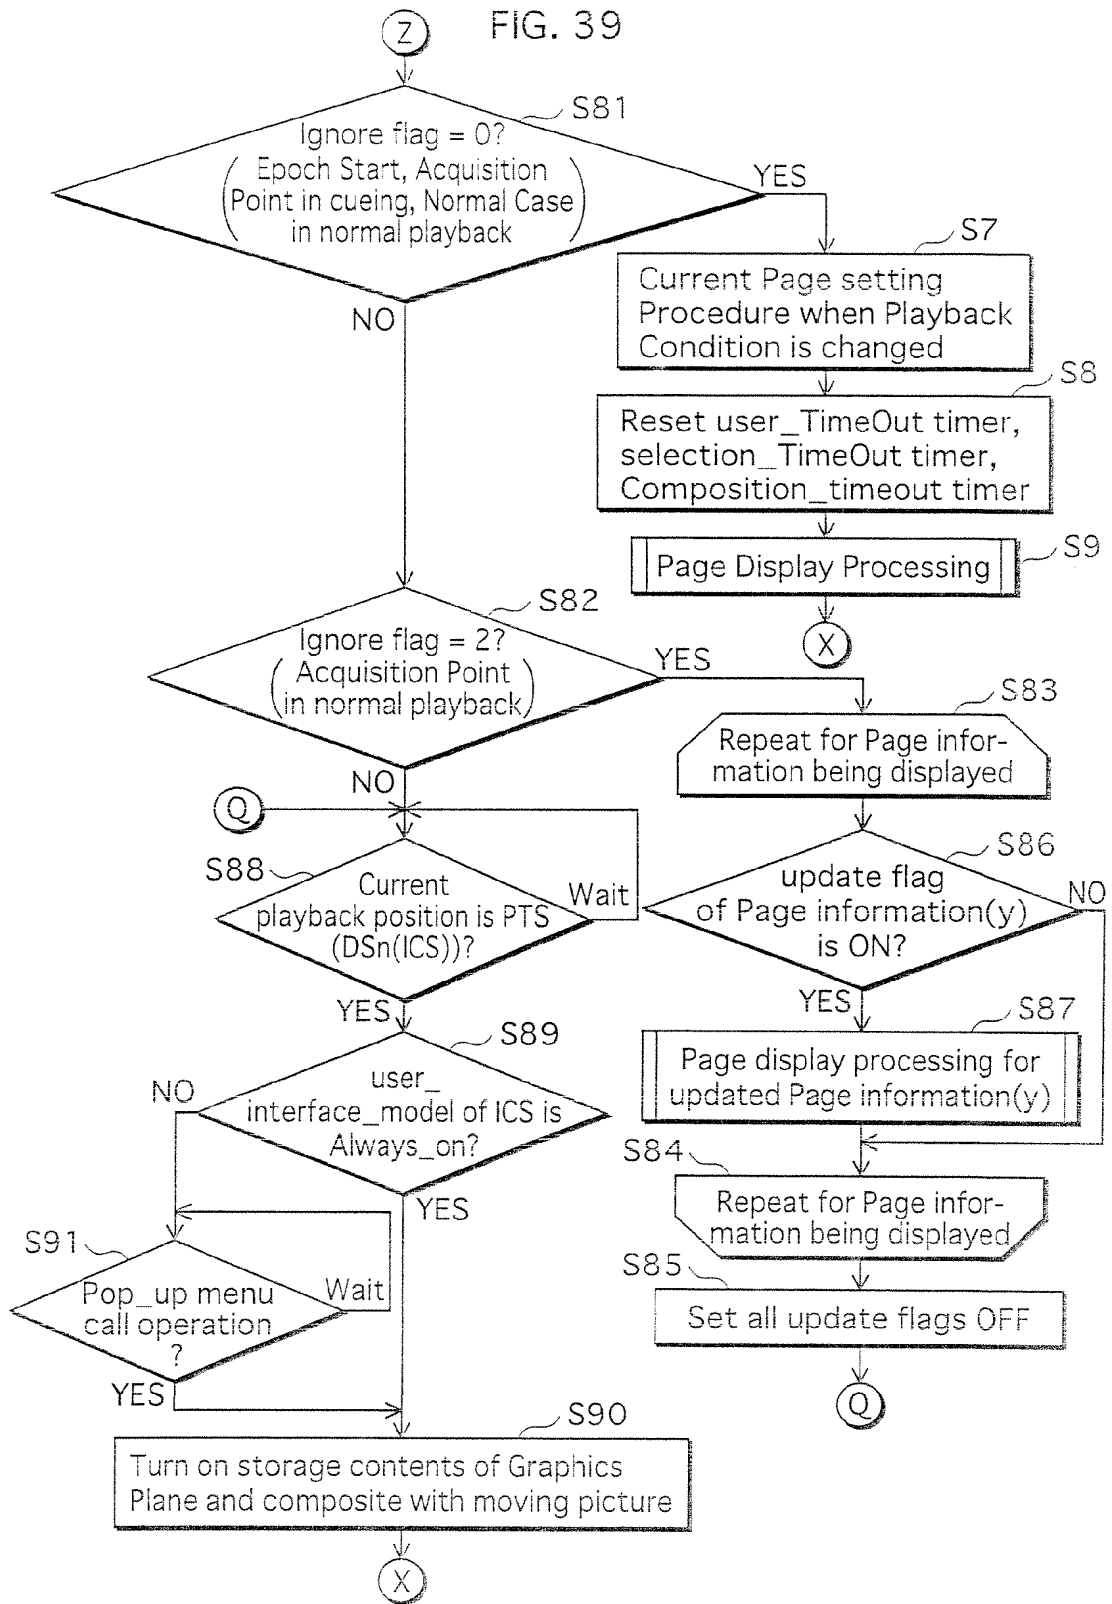 FIG. 39
Z
S81
Ignore flag = 0?
(Epoch Start, Acquisition
Point in cueing, Normal Case
in normal playback)
YES
NO
S7
Current Page setting
Procedure when Playback
Condition is changed
S8
Reset user_TimeOut timer,
selection_TimeOut timer,
Composition_timeout timer
S9
Page Display Processing
X
S82
Ignore flag = 2?
(Acquisition Point
in normal playback)
YES
NO
S83
Repeat for Page infor-
mation being displayed
Q
S88
Current
playback position is PTS
(DSn(ICS))?
Wait
YES
S86
update flag
of Page information(y)
is ON?
NO
YES
S87
Page display processing for
updated Page information(y)
S89
user_
interface_model of ICS is
Always_on?
NO
YES
S84
Repeat for Page infor-
mation being displayed
S85
Set all update flags OFF
Q
S91
Pop_up menu
call operation
?
Wait
YES
S90
Turn on storage contents of Graphics
Plane and composite with moving picture
X